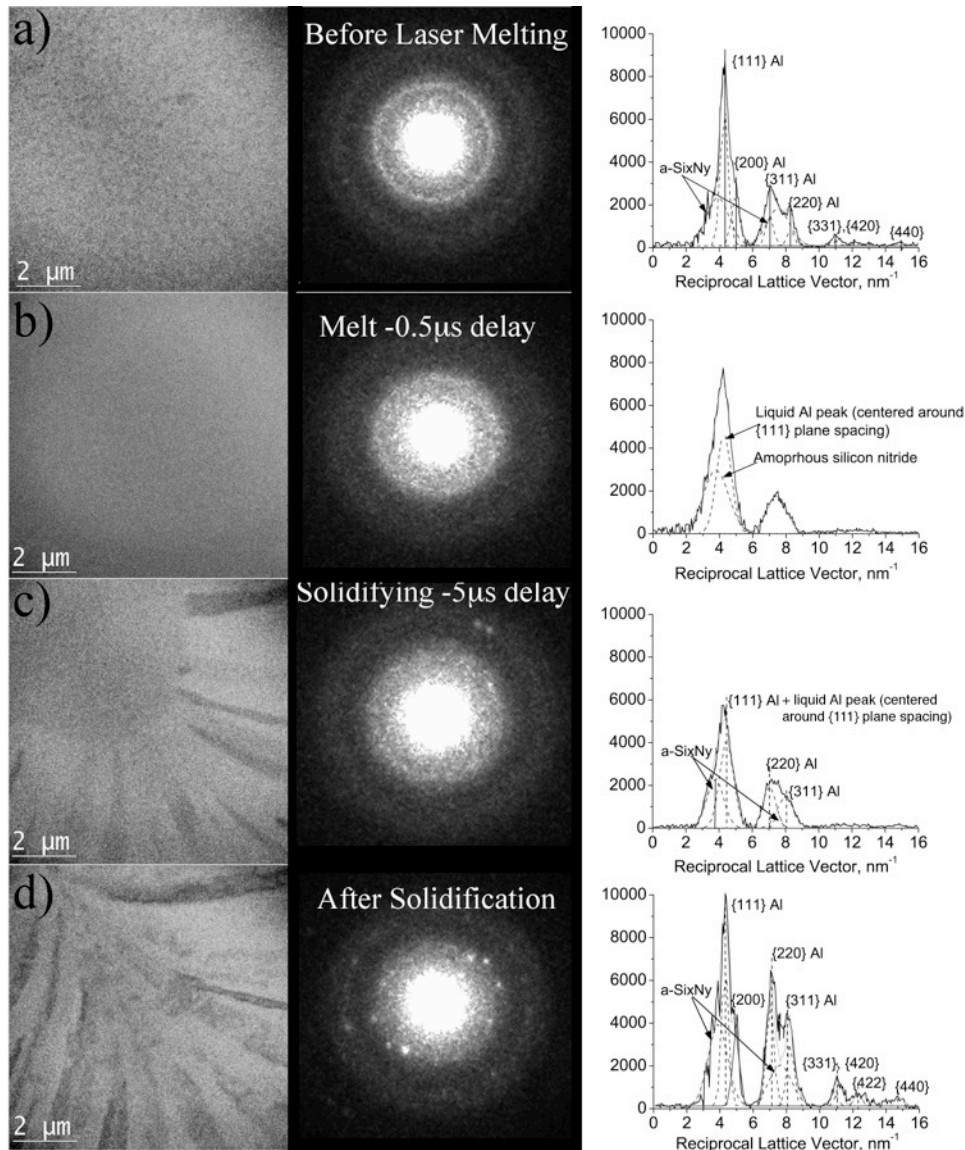 a)
2 μm
Before Laser Melting
10000
8000
6000
4000
2000
0
{111} Al
a-SixNy
{200} Al
{311} Al
{220} Al
{331},{420}
{440}
0 2 4 6 8 10 12 14 16
Reciprocal Lattice Vector, nm-1
b)
2 μm
Melt -0.5μs delay
10000
8000
6000
4000
2000
0
Liquid Al peak (centered around
{111} plane spacing)
Amoprhous silicon nitride
0 2 4 6 8 10 12 14 16
Reciprocal Lattice Vector, nm-1
c)
2 μm
Solidifying -5μs delay
10000
8000
6000
4000
2000
0
{111} Al + liquid Al peak (centered
around {111} plane spacing)
a-SixNy
{220} Al
{311} Al
0 2 4 6 8 10 12 14 16
Reciprocal Lattice Vector, nm-1
d)
2 μm
After Solidification
10000
8000
6000
4000
2000
0
{111} Al
{220} Al
a-SixNy
{200}
{311} Al
{331}, {420}
{422}
{440}
0 2 4 6 8 10 12 14 16
Reciprocal Lattice Vector, nm-1